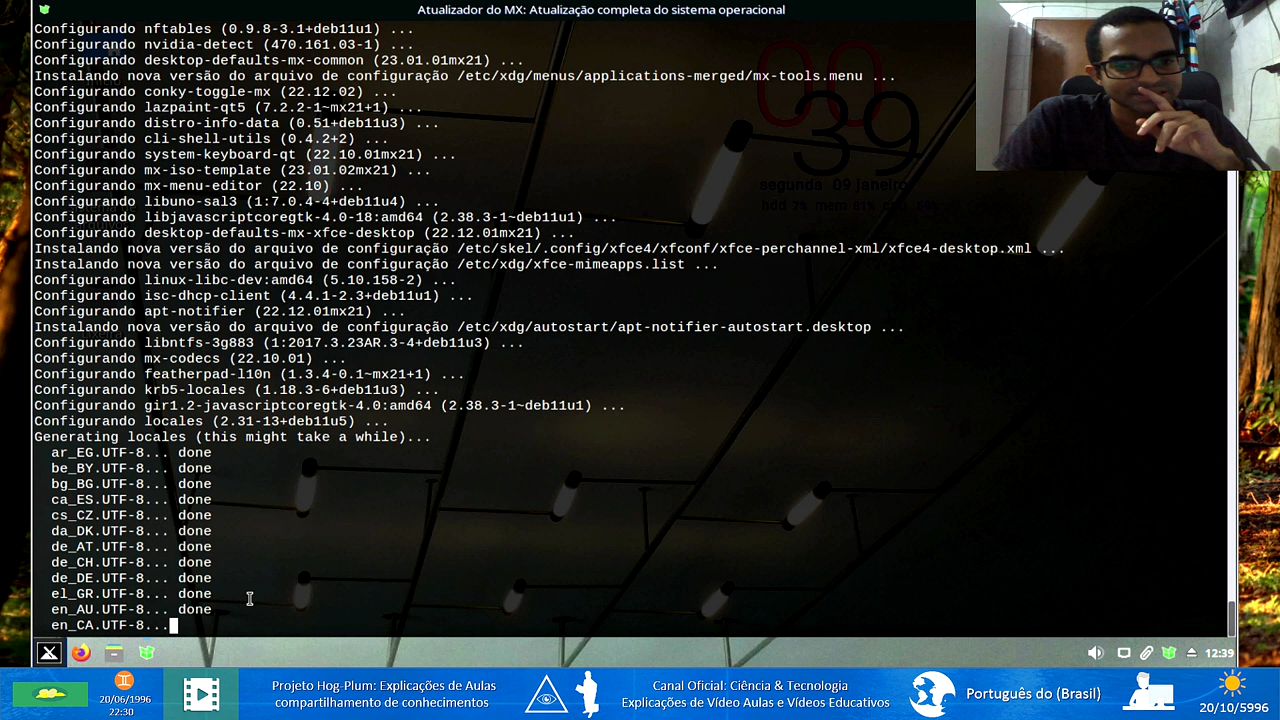 Atualizador do MX: Atualização completa do sistema operacional
Configurando nftables (0.9.8-3.1+deb11u1) ...
Configurando nvidia-detect (470.161.03-1) ...
Configurando desktop-defaults-mx-common (23.01.01mx21) ...
Instalando nova versão do arquivo de configuração /etc/xdg/menus/applications-merged/mx-tools.menu ...
Configurando conky-toggle-mx (22.12.02) ...
Configurando lazpaint-qt5 (7.2.2-1~mx21+1) ...
Configurando distro-info-data (0.51+deb11u3) ...
Configurando cli-shell-utils (0.4.2+2) ...
Configurando system-keyboard-qt (22.10.01mx21) ...
Configurando mx-iso-template (23.01.02mx21) ...
Configurando mx-menu-editor (22.10) ...
Configurando libuno-sal3 (1:7.0.4-4+deb11u4) ...
Configurando libjavascriptcoregtk-4.0-18:amd64 (2.38.3-1~deb11u1) ...
Configurando desktop-defaults-mx-xfce-desktop (22.12.01mx21) ...
Instalando nova versão do arquivo de configuração /etc/skel/.config/xfce4/xfconf/xfce-perchannel-xml/xfce4-desktop.xml ...
Instalando nova versão do arquivo de configuração /etc/xdg/xfce-mimeapps.list ...
Configurando linux-libc-dev:amd64 (5.10.158-2) ...
Configurando isc-dhcp-client (4.4.1-2.3+deb11u1) ...
Configurando apt-notifier (22.12.01mx21) ...
Instalando nova versão do arquivo de configuração /etc/xdg/autostart/apt-notifier-autostart.desktop ...
Configurando libntfs-3g883 (1:2017.3.23AR.3-4+deb11u3) ...
Configurando mx-codecs (22.10.01) ...
Configurando featherpad-l10n (1.3.4-0.1~mx21+1) ...
Configurando krb5-locales (1.18.3-6+deb11u3) ...
Configurando gir1.2-javascriptcoregtk-4.0:amd64 (2.38.3-1~deb11u1) ...
Configurando locales (2.31-13+deb11u5) ...
Generating locales (this might take a while)...
ar_EG.UTF-8... done
be_BY.UTF-8... done
bg_BG.UTF-8... done
ca_ES.UTF-8... done
cs_CZ.UTF-8... done
da_DK.UTF-8... done
de_AT.UTF-8... done
de_CH.UTF-8... done
de_DE.UTF-8... done
el_GR.UTF-8... done
en_AU.UTF-8... done
en_CA.UTF-8...
00
39
segunda 09 janeiro
hdd 7% mem 81% cpu
12:39
20/06/1996
22:30
Projeto Hog-Plum: Explicações de Aulas
compartilhamento de conhecimentos
Canal Oficial: Ciência & Tecnologia
Explicações de Vídeo Aulas e Vídeos Educativos
Português do (Brasil)
20/10/5996